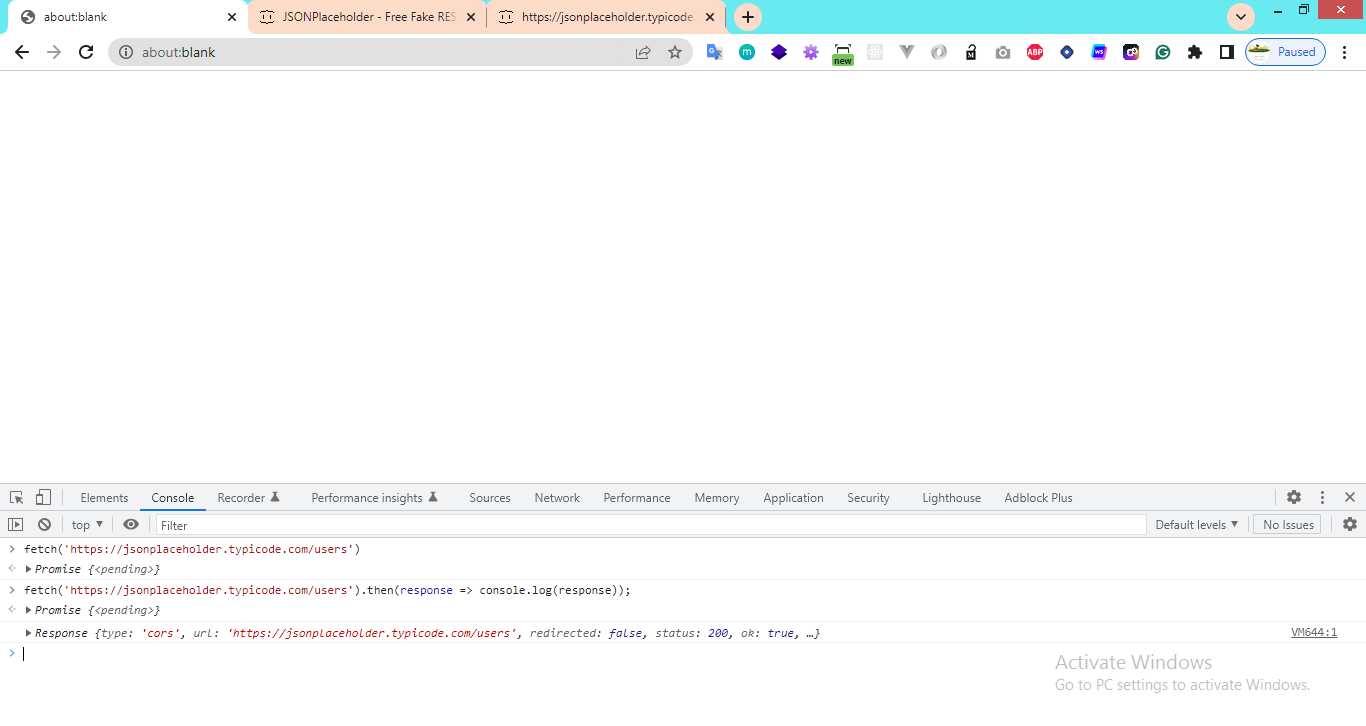 about:blank
JSONPlaceholder - Free Fake RES
https://jsonplaceholder.typicode.
about:blank
new
ABP
WS
Paused
Elements Console Recorder Performance insights Sources Network Performance Memory Application Security Lighthouse Adblock Plus
top Filter Default levels No Issues
fetch('https://jsonplaceholder.typicode.com/users')
Promise {<pending>}
fetch('https://jsonplaceholder.typicode.com/users').then(response => console.log(response));
Promise {<pending>}
Response {type: 'cors', url: 'https://jsonplaceholder.typicode.com/users', redirected: false, status: 200, ok: true, …} VM644:1
Activate Windows
Go to PC settings to activate Windows.